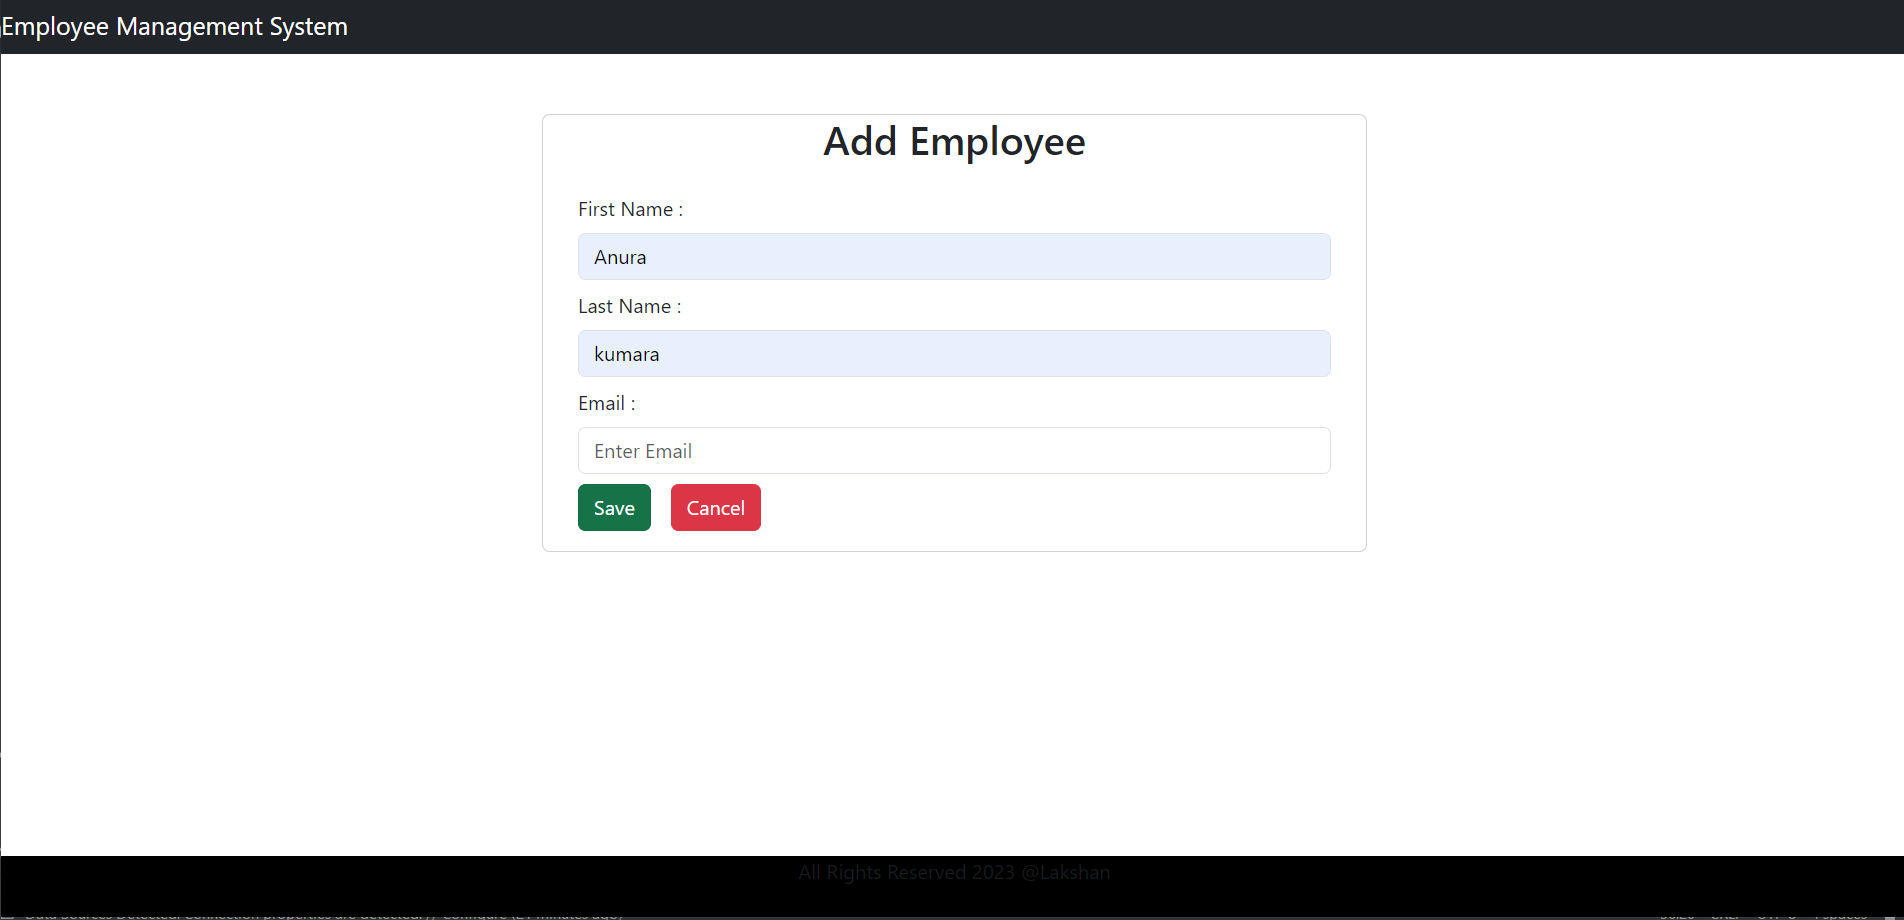 Employee Management System
Add Employee
First Name :
Anura
Last Name :
kumara
Email :
Enter Email
Save Cancel
All Rights Reserved 2023 @Lakshan